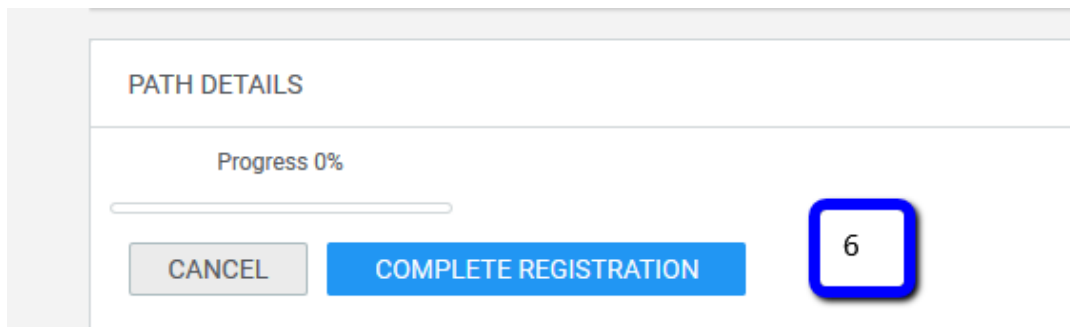 PATH DETAILS
Progress 0%
CANCEL
COMPLETE REGISTRATION
6